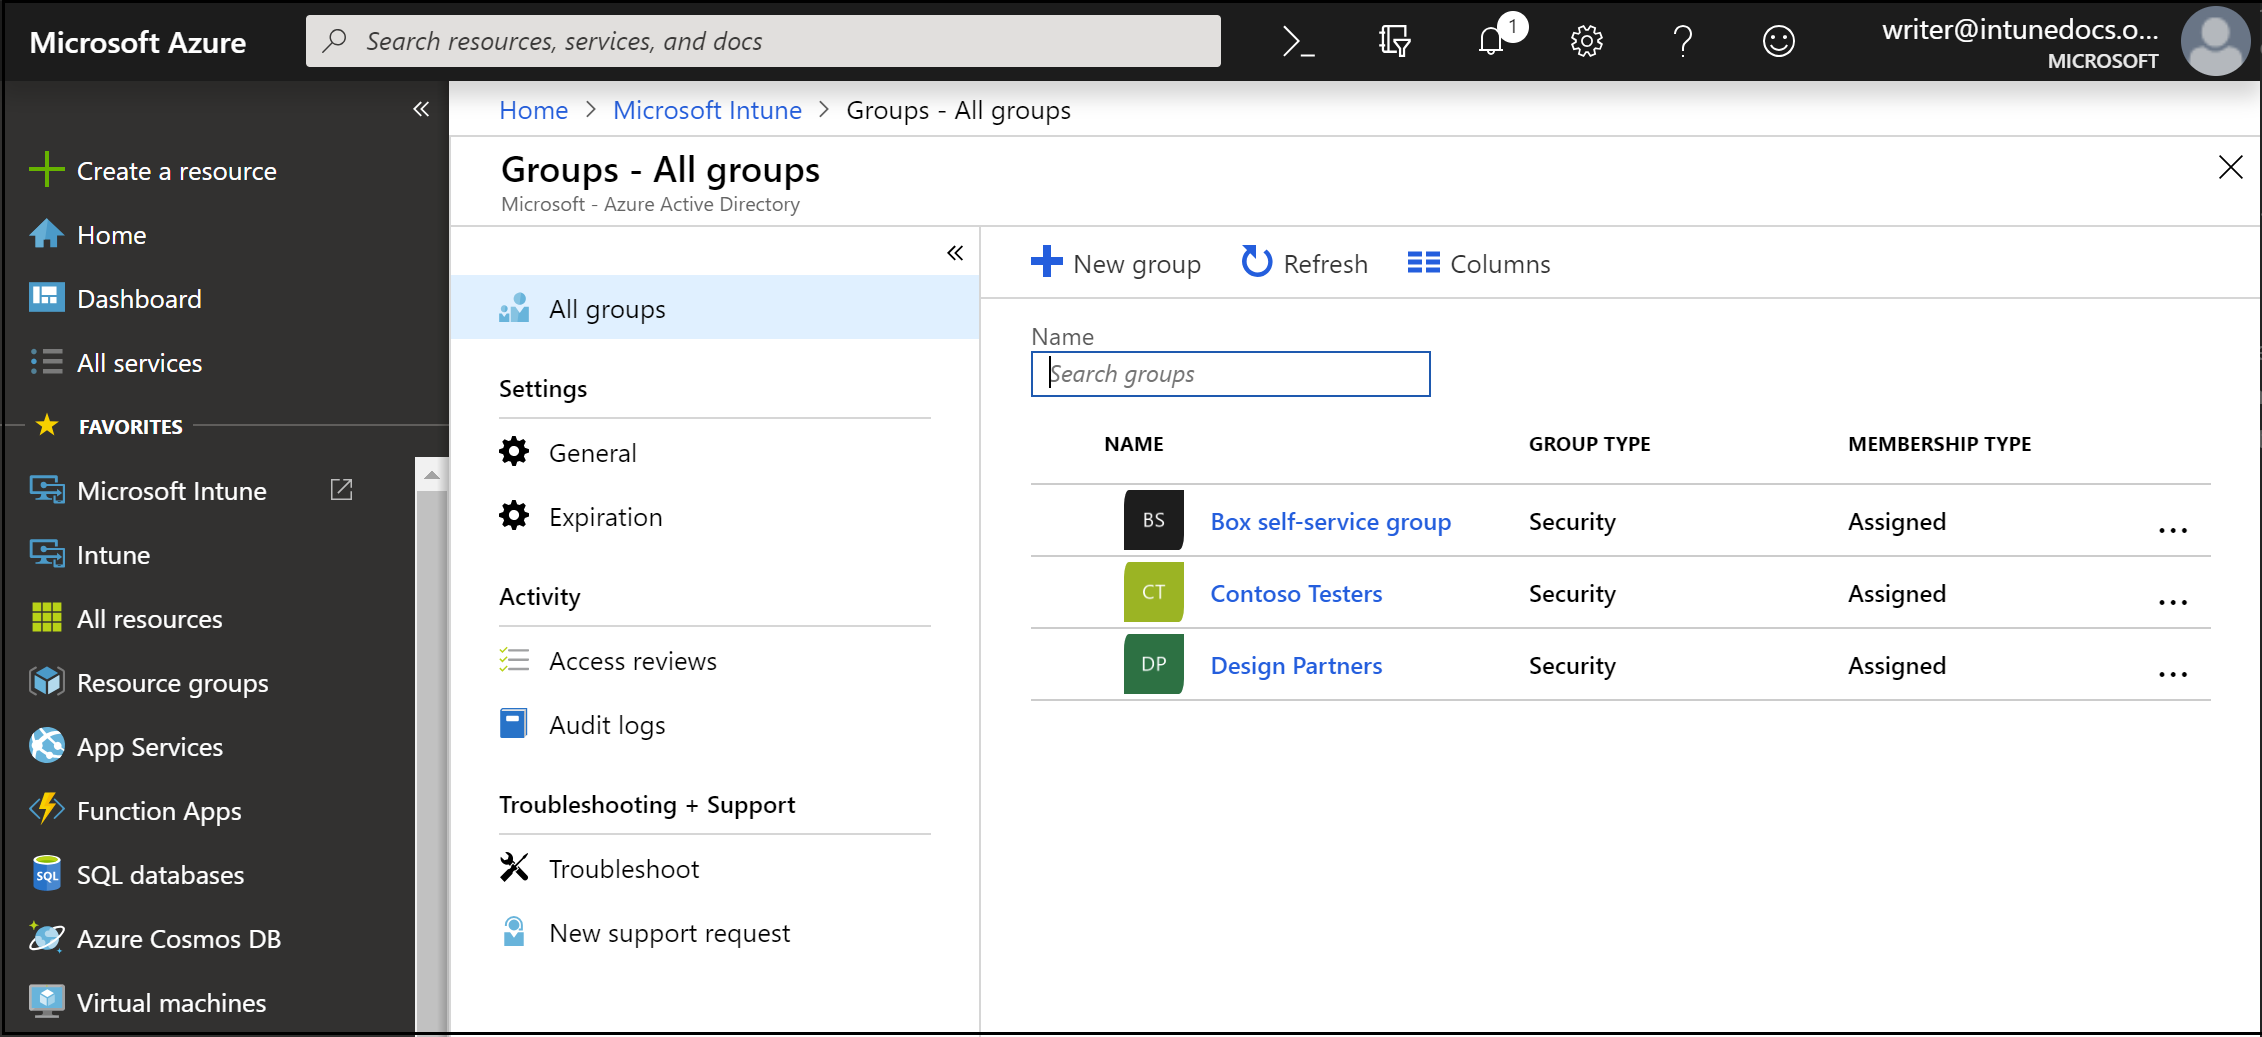 Microsoft Azure
Search resources, services, and docs
1
writer@intunedocs.o...
MICROSOFT
Create a resource
Home
Dashboard
All services
FAVORITES
Microsoft Intune
Intune
All resources
Resource groups
App Services
Function Apps
SQL
SQL databases
Azure Cosmos DB
Virtual machines
Home > Microsoft Intune > Groups - All groups
Groups - All groups
Microsoft - Azure Active Directory
All groups
Settings
General
Expiration
Activity
Access reviews
Audit logs
Troubleshooting + Support
Troubleshoot
New support request
New group Refresh Columns
Name
Search groups
NAME GROUP TYPE MEMBERSHIP TYPE
BS Box self-service group Security Assigned ...
CT Contoso Testers Security Assigned ...
DP Design Partners Security Assigned ...